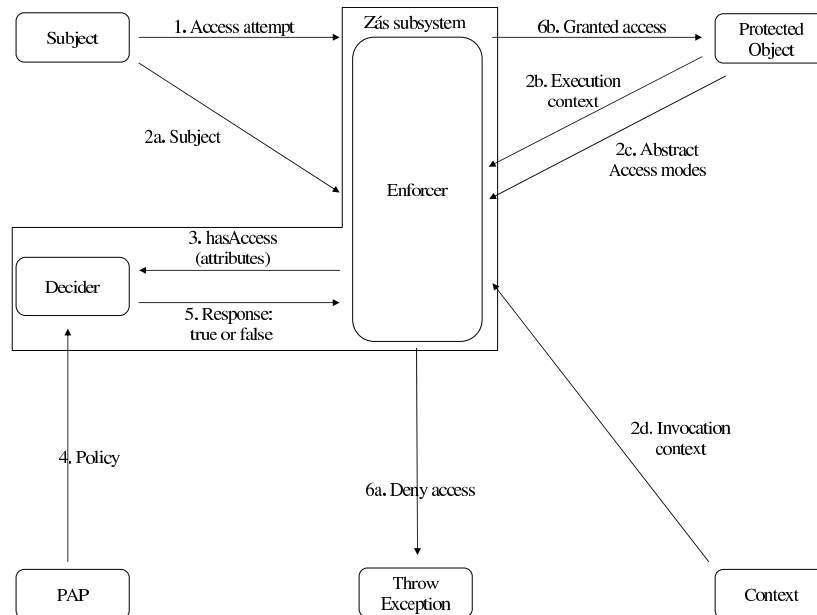 Subject
1. Access attempt
Zás subsystem
6b. Granted access
Protected
Object
2b. Execution
context
2a. Subject
2c. Abstract
Access modes
Enforcer
3. hasAccess
(attributes)
Decider
5. Response:
true or false
2d. Invocation
context
4. Policy
6a. Deny access
PAP
Throw
Exception
Context